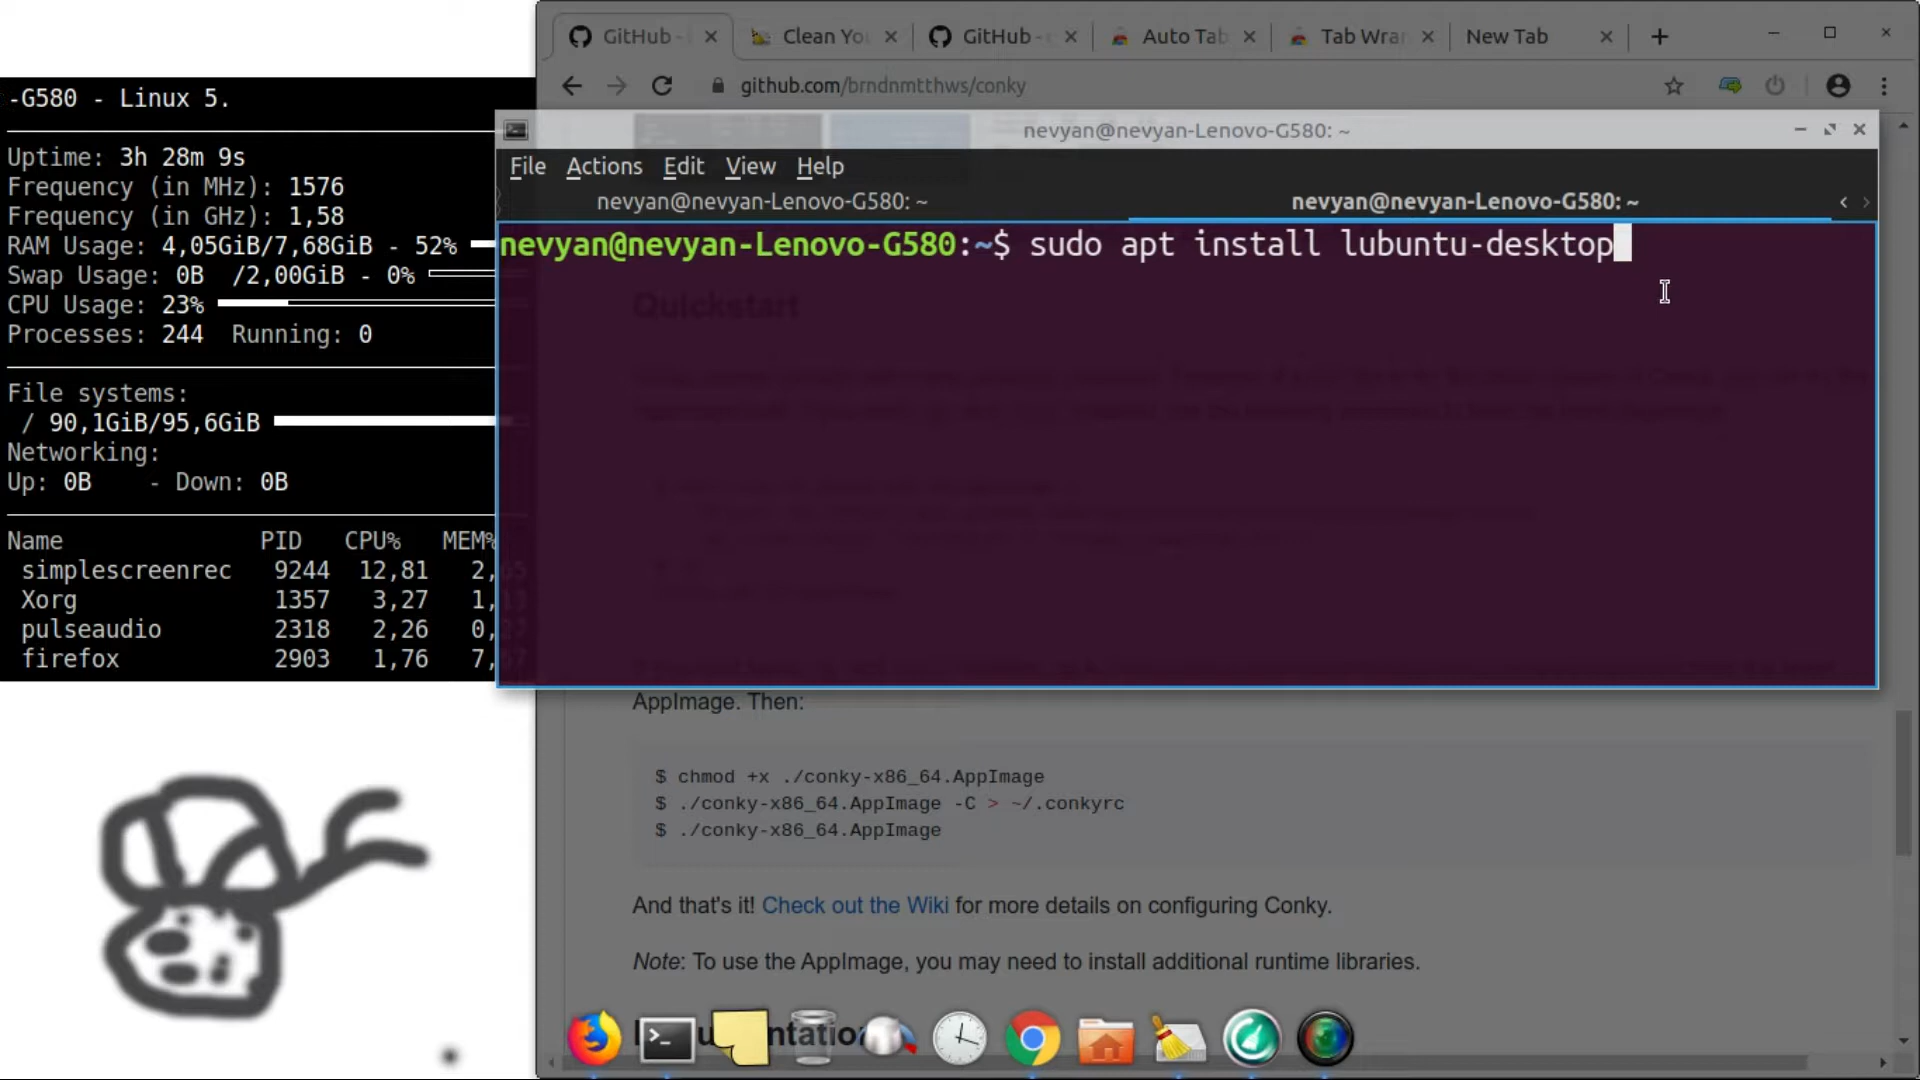 GitHub -
Clean You
GitHub -
Auto Tab
Tab Wra
New Tab
github.com/brndnmtthws/conky
-G580 - Linux 5.
Uptime: 3h 28m 9s
Frequency (in MHz): 1576
Frequency (in GHz): 1,58
RAM Usage: 4,05GiB/7,68GiB - 52%
Swap Usage: 0B /2,00GiB - 0%
CPU Usage: 23%
Processes: 244 Running: 0
File systems:
/ 90,1GiB/95,6GiB
Networking:
Up: 0B - Down: 0B
Name PID CPU% MEM%
simplescreenrec 9244 12,81 2,
Xorg 1357 3,27 1,
pulseaudio 2318 2,26 0,
firefox 2903 1,76 7,
nevyan@nevyan-Lenovo-G580: ~
File Actions Edit View Help
nevyan@nevyan-Lenovo-G580: ~
nevyan@nevyan-Lenovo-G580: ~
nevyan@nevyan-Lenovo-G580:~$ sudo apt install lubuntu-desktop
Quickstart
AppImage. Then:
$ chmod +x ./conky-x86_64.AppImage
$ ./conky-x86_64.AppImage -C > ~/.conkyrc
$ ./conky-x86_64.AppImage
And that's it! Check out the Wiki for more details on configuring Conky.
Note: To use the AppImage, you may need to install additional runtime libraries.